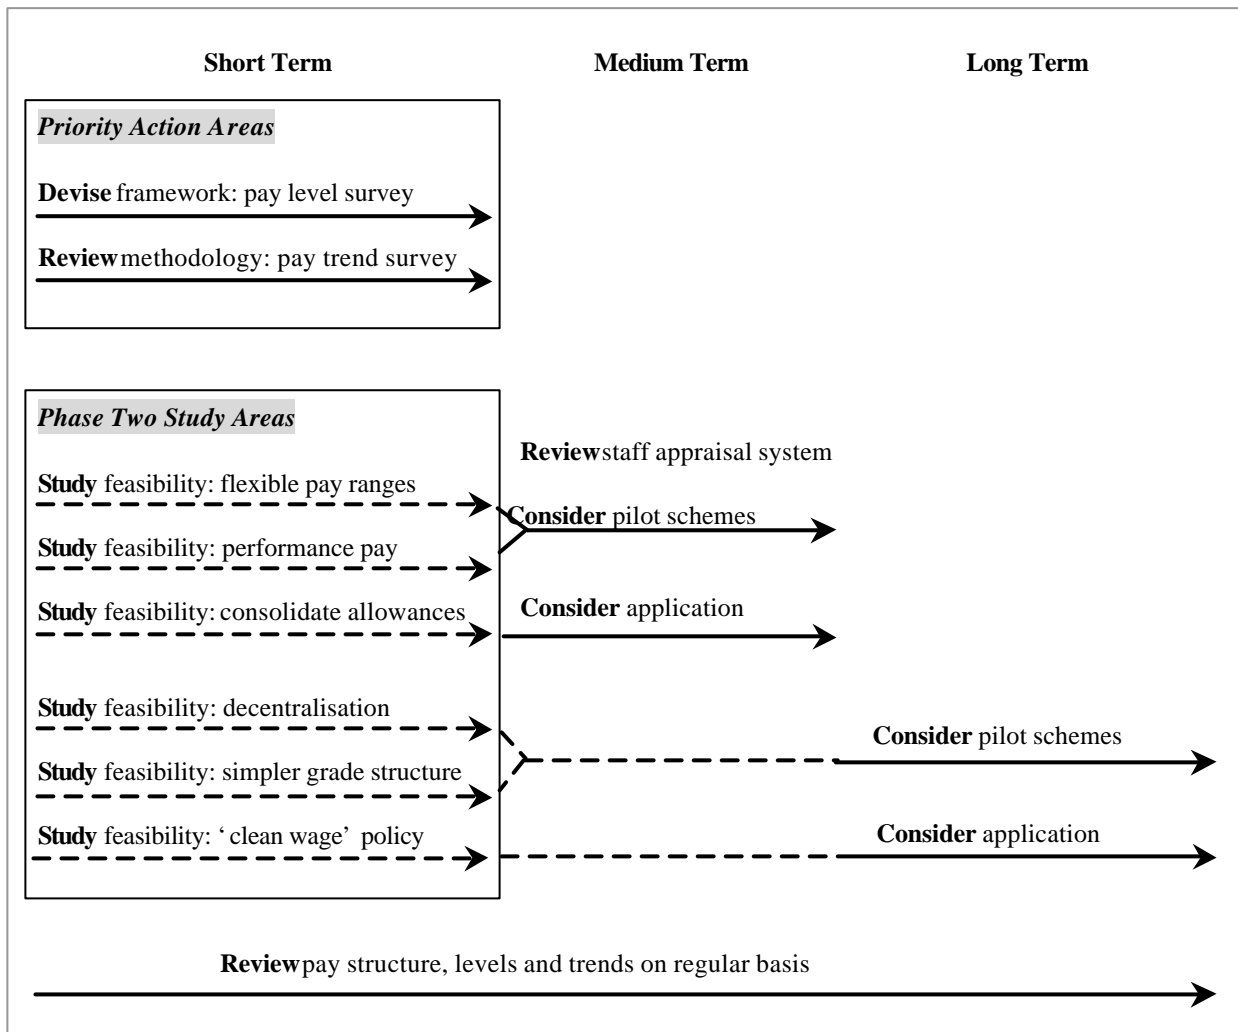 Short Term Medium Term Long Term
Priority Action Areas
Devise framework: pay level survey
Review methodology: pay trend survey
Phase Two Study Areas
Review staff appraisal system
Study feasibility: flexible pay ranges
Consider pilot schemes
Study feasibility: performance pay
Study feasibility: consolidate allowances
Consider application
Study feasibility: decentralisation
Consider pilot schemes
Study feasibility: simpler grade structure
Study feasibility: ‘clean wage’ policy
Consider application
Review pay structure, levels and trends on regular basis